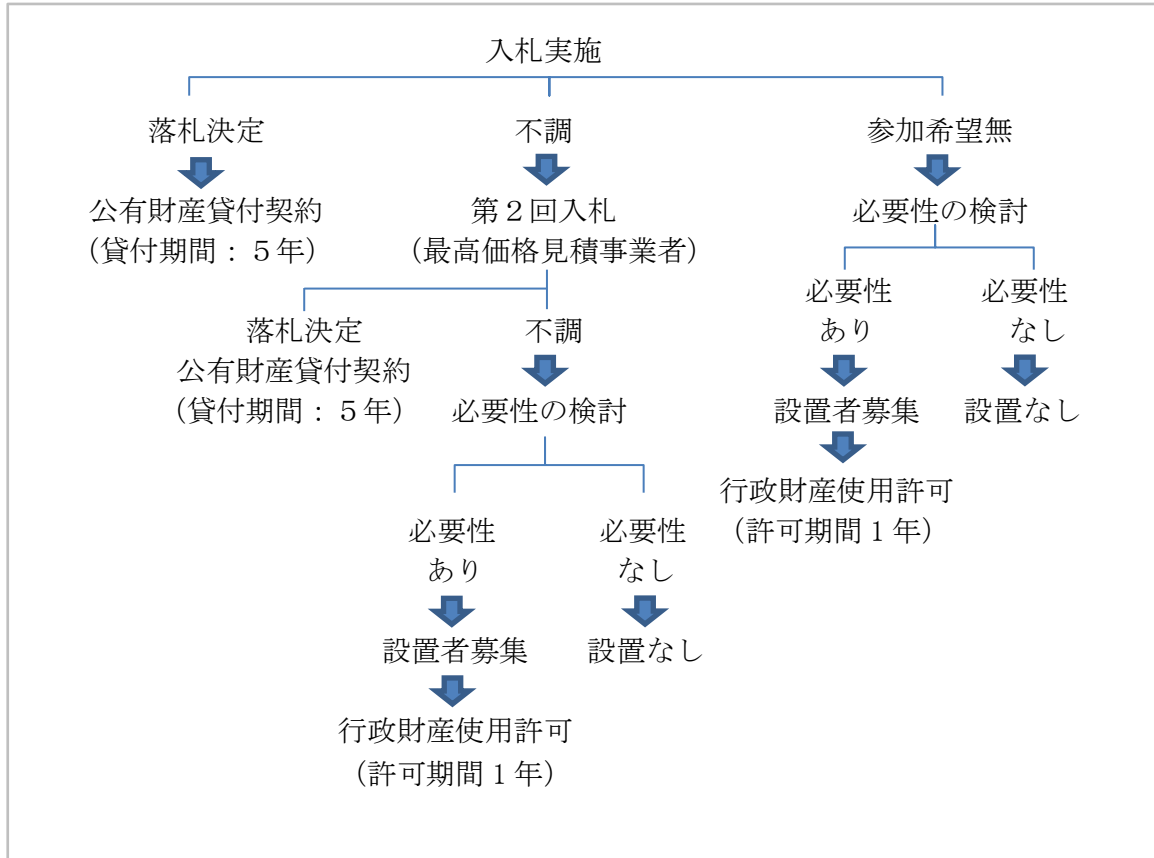 入札実施
落札決定
不調
参加希望無
公有財産貸付契約
(貸付期間：５年)
第２回入札
(最高価格見積事業者)
必要性の検討
落札決定
公有財産貸付契約
(貸付期間：５年)
不調
必要性の検討
必要性
あり
必要性
なし
設置者募集
設置なし
行政財産使用許可
（許可期間１年）
必要性
あり
必要性
なし
設置者募集
設置なし
行政財産使用許可
（許可期間１年）